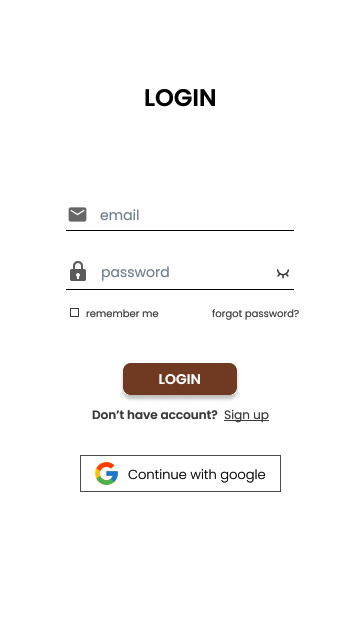 LOGIN
email
password
remember me forgot password?
LOGIN
Don't have account? Sign up
Continue with google